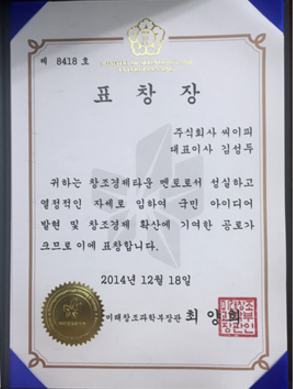 제 8418 호
표 창 장
주식회사 씨이피
대표이사 김성두
귀하는 창조경제타운 멘토로서 성실하고
열정적인 자세로 임하여 국민 아이디어
발현 및 창조경제 확산에 기여한 공로가
크므로 이에 표창합니다.
2014년 12월 18일
미래창조과학부장관 최 양 희